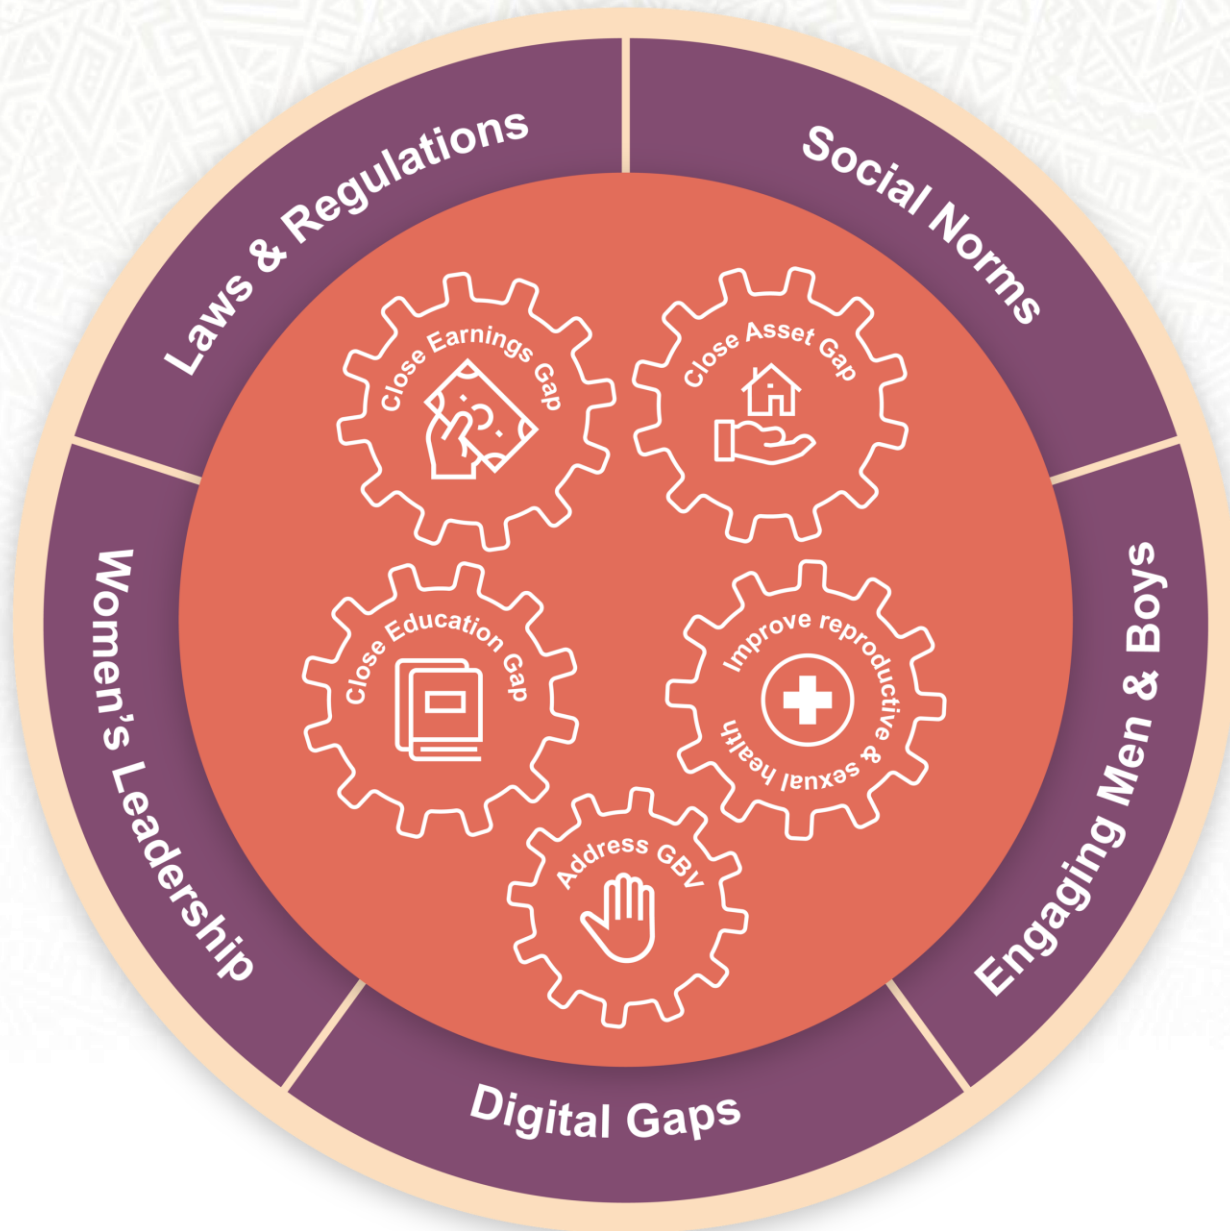 Laws & Regulations
Social Norms
Close Earnings Gap
Close Asset Gap
Women's Leadership
Engaging Men & Boys
Close Education Gap
Improve reproductive & sexual health
Address GBV
Digital Gaps